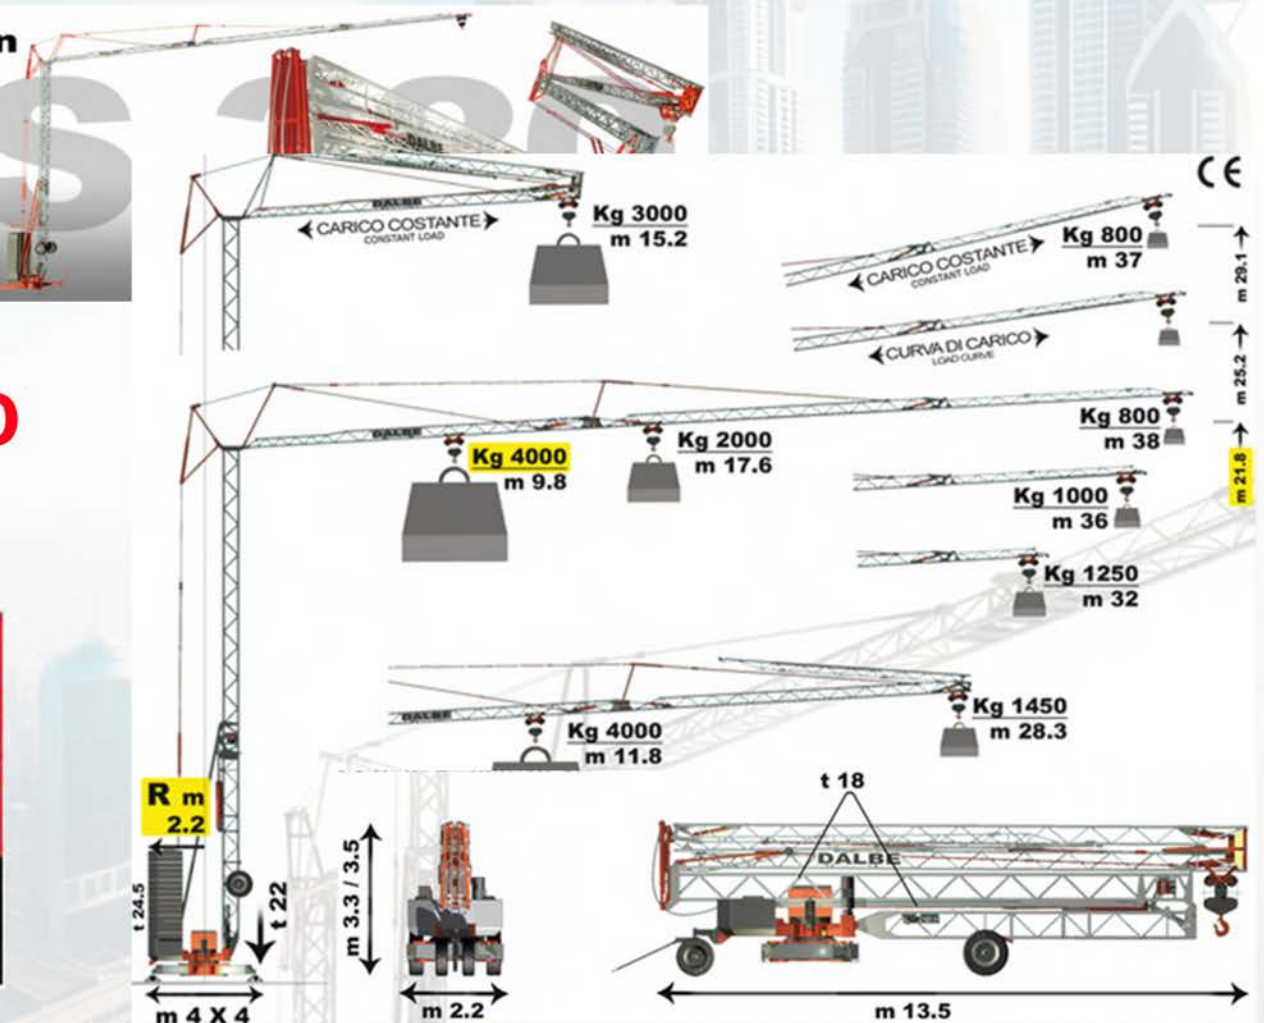 n
S
DALBE
DALBE
CARICO COSTANTE
CONSTANT LOAD
Kg 3000
m 15.2
CE
CARICO COSTANTE
CONSTANT LOAD
Kg 800
m 37
m 29.1
CURVA DI CARICO
LOAD CURVE
m 25.2
DALBE
Kg 4000
m 9.8
Kg 2000
m 17.6
Kg 800
m 38
m 21.8
Kg 1000
m 36
Kg 1250
m 32
DALBE
Kg 4000
m 11.8
Kg 1450
m 28.3
R m
2.2
t 24.5
t 22
m 4 X 4
m 3.3 / 3.5
m 2.2
t 18
DALBE
m 13.5